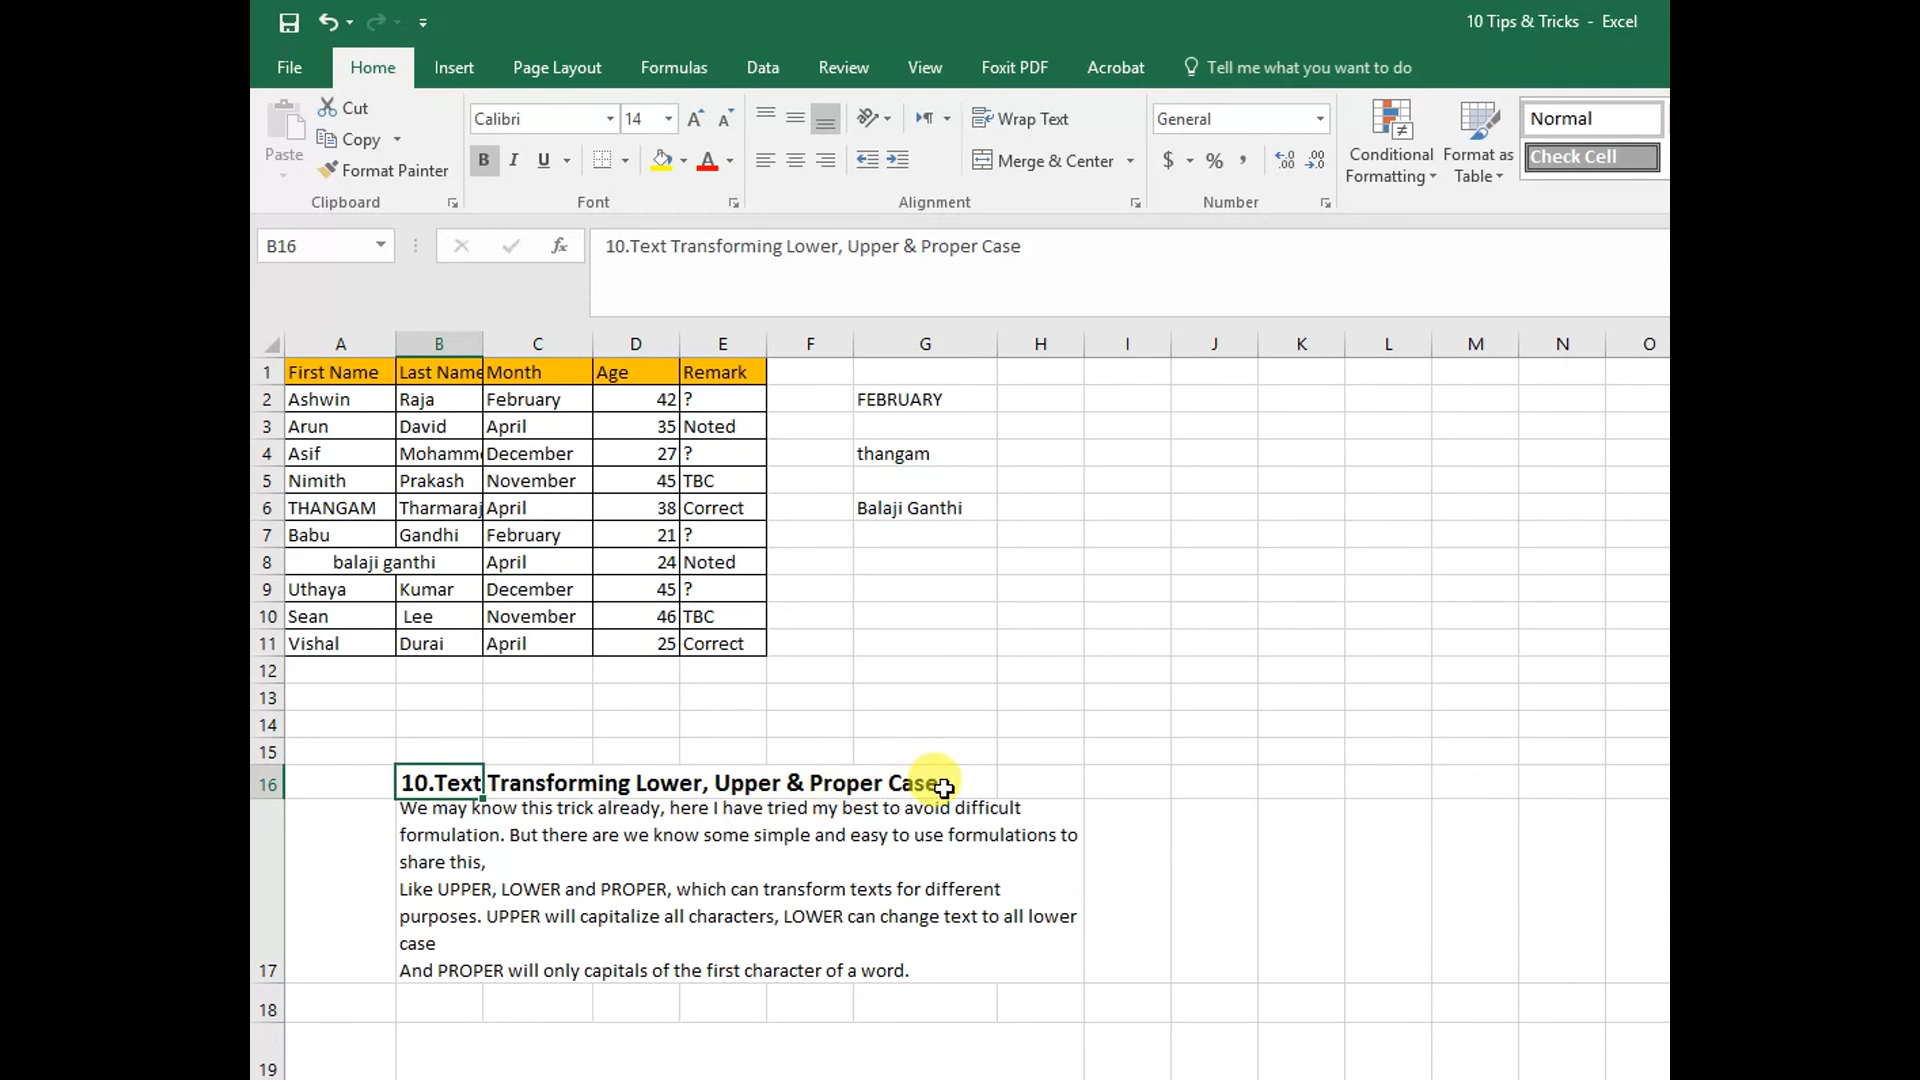 10 Tips & Tricks - Excel
File Home Insert Page Layout Formulas Data Review View Foxit PDF Acrobat Tell me what you want to do
Paste
Cut
Copy
Format Painter
Clipboard
Calibri 14
B I U
Font
Wrap Text
Merge & Center
Alignment
General
$ % ,
Number
Conditional Formatting
Format as Table
Normal
Check Cell
B16 fx 10.Text Transforming Lower, Upper & Proper Case
A B C D E F G H I J K L M N O
1 First Name Last Name Month Age Remark
2 Ashwin Raja February 42 ? FEBRUARY
3 Arun David April 35 Noted
4 Asif Mohamm December 27 ? thangam
5 Nimith Prakash November 45 TBC
6 THANGAM Tharmaraj April 38 Correct Balaji Ganthi
7 Babu Gandhi February 21 ?
8 balaji ganthi April 24 Noted
9 Uthaya Kumar December 45 ?
10 Sean Lee November 46 TBC
11 Vishal Durai April 25 Correct
12
13
14
15
16 10.Text Transforming Lower, Upper & Proper Case
We may know this trick already, here I have tried my best to avoid difficult
formulation. But there are we know some simple and easy to use formulations to
share this,
Like UPPER, LOWER and PROPER, which can transform texts for different
purposes. UPPER will capitalize all characters, LOWER can change text to all lower
case
17 And PROPER will only capitals of the first character of a word.
18
19